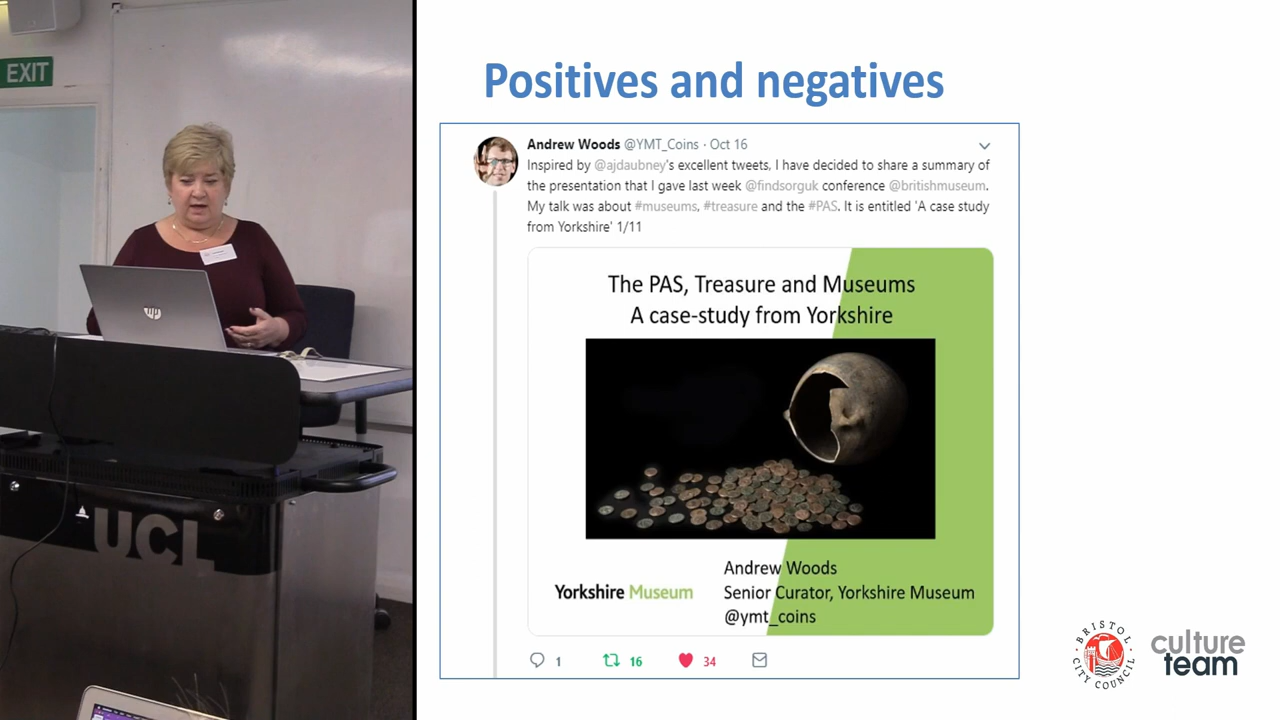 EXIT
hp
UCL
Positives and negatives
Andrew Woods @YMT_Coins · Oct 16
Inspired by @ajdaubney's excellent tweets, I have decided to share a summary of
the presentation that I gave last week @findsorguk conference @britishmuseum.
My talk was about #museums, #treasure and the #PAS. It is entitled 'A case study
from Yorkshire' 1/11
The PAS, Treasure and Museums
A case-study from Yorkshire
Andrew Woods
Yorkshire Museum
Senior Curator, Yorkshire Museum
@ymt_coins
1 16 34
BRISTOL
CITY COUNCIL
culture
team